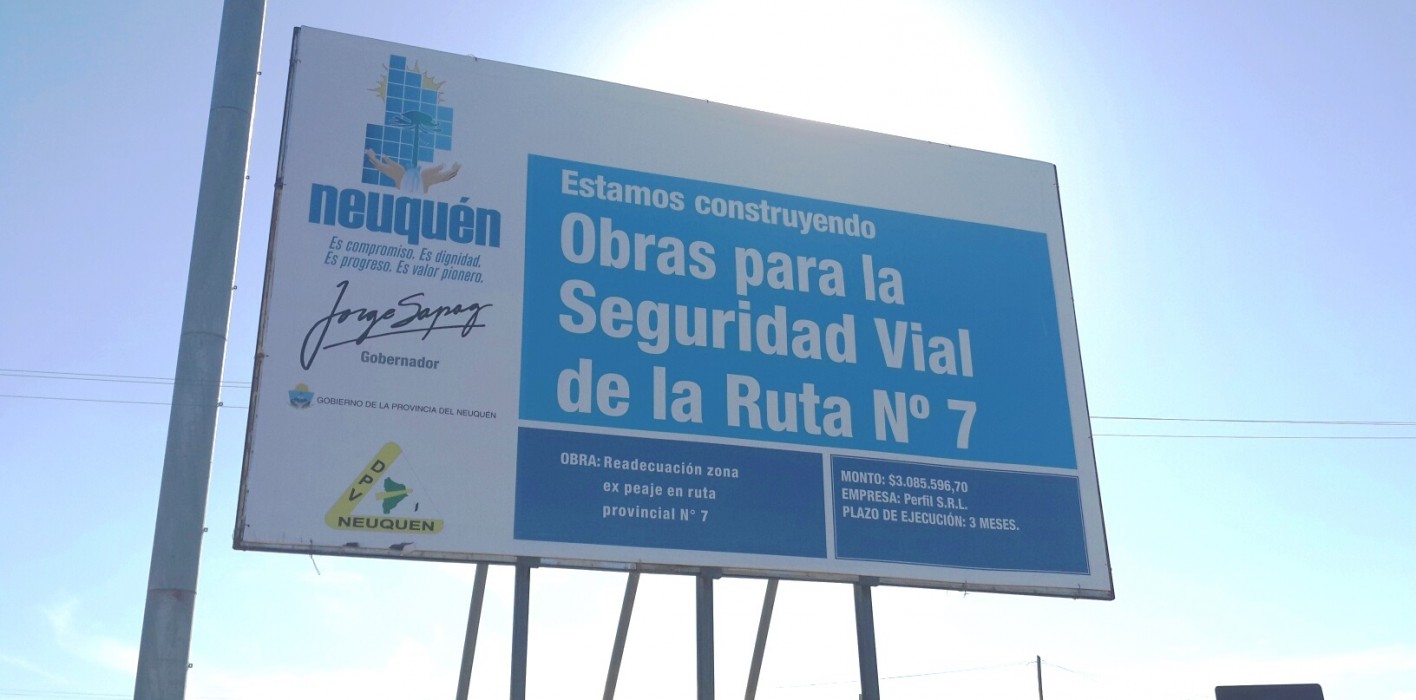 neuquén
Es compromiso. Es dignidad.
Es progreso. Es valor pionero.
Jorge Sapag
Gobernador
GOBIERNO DE LA PROVINCIA DEL NEUQUÉN
DPV
NEUQUEN
Estamos construyendo
Obras para la
Seguridad Vial
de la Ruta Nº 7
OBRA: Readecuación zona
ex peaje en ruta
provincial N° 7
MONTO: $3.085.596,70
EMPRESA: Perfil S.R.L.
PLAZO DE EJECUCIÓN: 3 MESES.